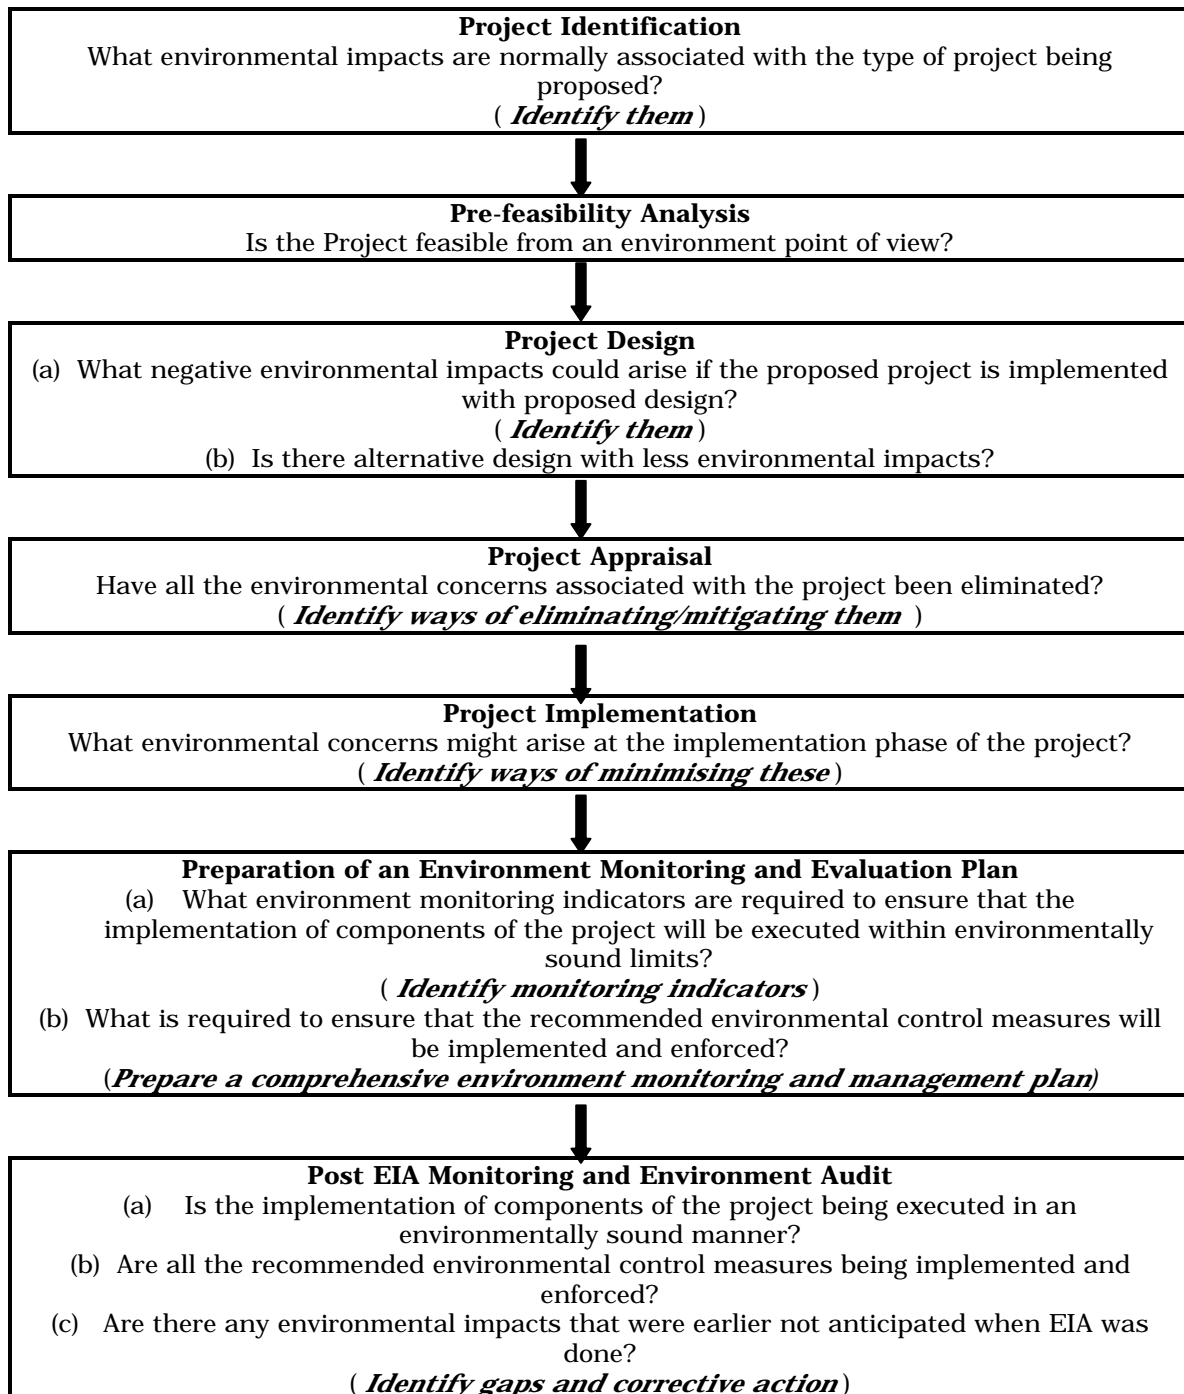 Project Identification
What environmental impacts are normally associated with the type of project being
proposed?
( Identify them )
Pre-feasibility Analysis
Is the Project feasible from an environment point of view?
Project Design
(a) What negative environmental impacts could arise if the proposed project is implemented
with proposed design?
( Identify them )
(b) Is there alternative design with less environmental impacts?
Project Appraisal
Have all the environmental concerns associated with the project been eliminated?
( Identify ways of eliminating/mitigating them )
Project Implementation
What environmental concerns might arise at the implementation phase of the project?
( Identify ways of minimising these )
Preparation of an Environment Monitoring and Evaluation Plan
(a) What environment monitoring indicators are required to ensure that the
implementation of components of the project will be executed within environmentally
sound limits?
( Identify monitoring indicators )
(b) What is required to ensure that the recommended environmental control measures will
be implemented and enforced?
(Prepare a comprehensive environment monitoring and management plan)
Post EIA Monitoring and Environment Audit
(a) Is the implementation of components of the project being executed in an
environmentally sound manner?
(b) Are all the recommended environmental control measures being implemented and
enforced?
(c) Are there any environmental impacts that were earlier not anticipated when EIA was
done?
( Identify gaps and corrective action )